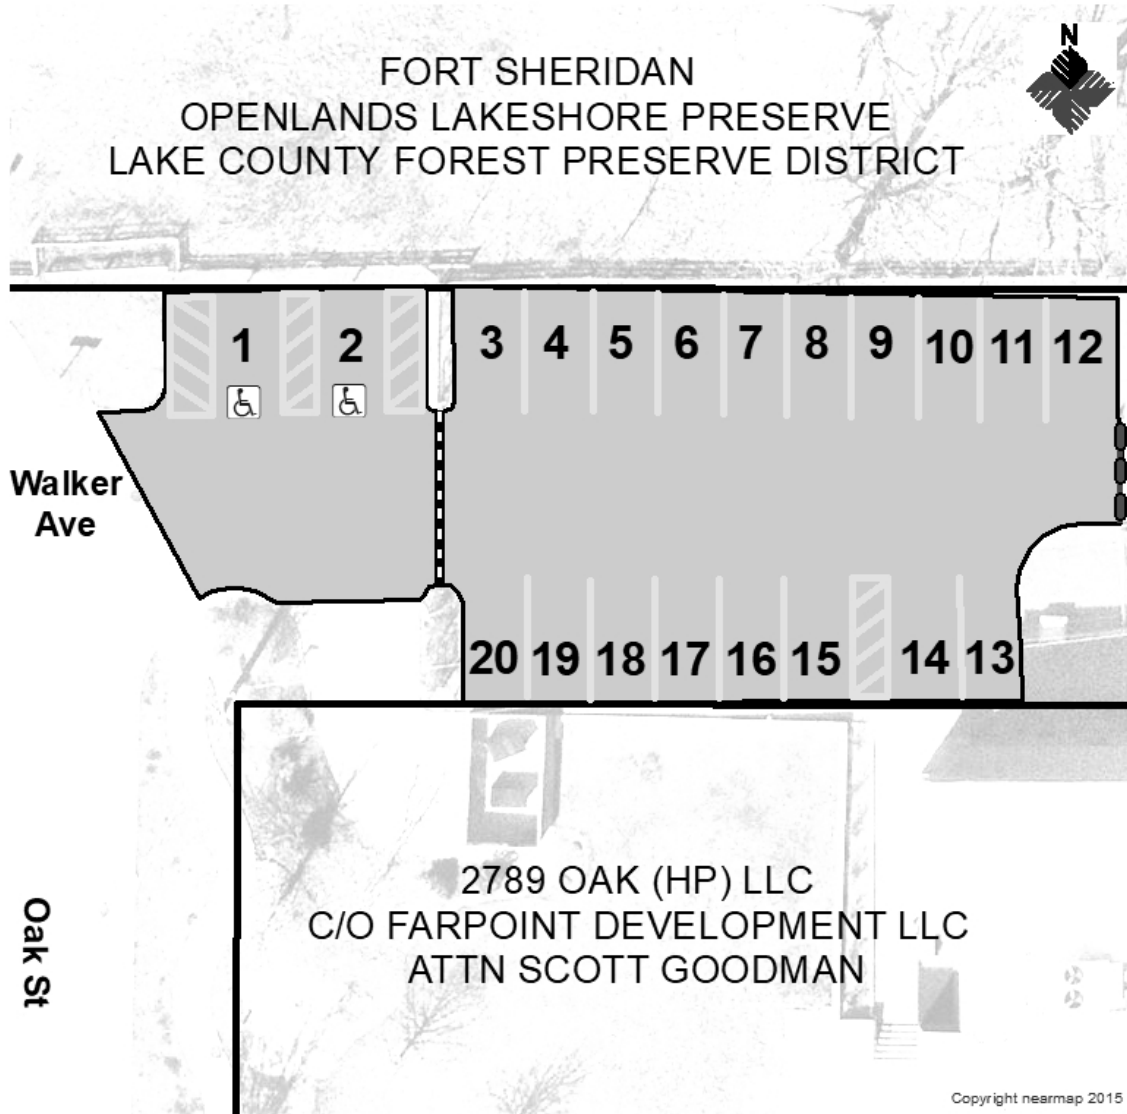 N
FORT SHERIDAN
OPENLANDS LAKESHORE PRESERVE
LAKE COUNTY FOREST PRESERVE DISTRICT
1 2 3 4 5 6 7 8 9 10 11 12
Walker
Ave
20 19 18 17 16 15 14 13
2789 OAK (HP) LLC
C/O FARPOINT DEVELOPMENT LLC
ATTN SCOTT GOODMAN
Oak St
Copyright nearmap 2015